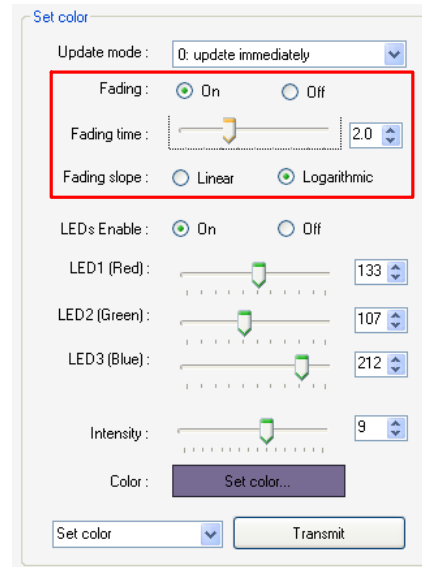 Set color
Update mode : 0: update immediately
Fading : On Off
Fading time : 2.0
Fading slope : Linear Logarithmic
LEDs Enable : On Off
LED1 (Red) : 133
LED2 (Green) : 107
LED3 (Blue) : 212
Intensity : 9
Color : Set color...
Set color Transmit